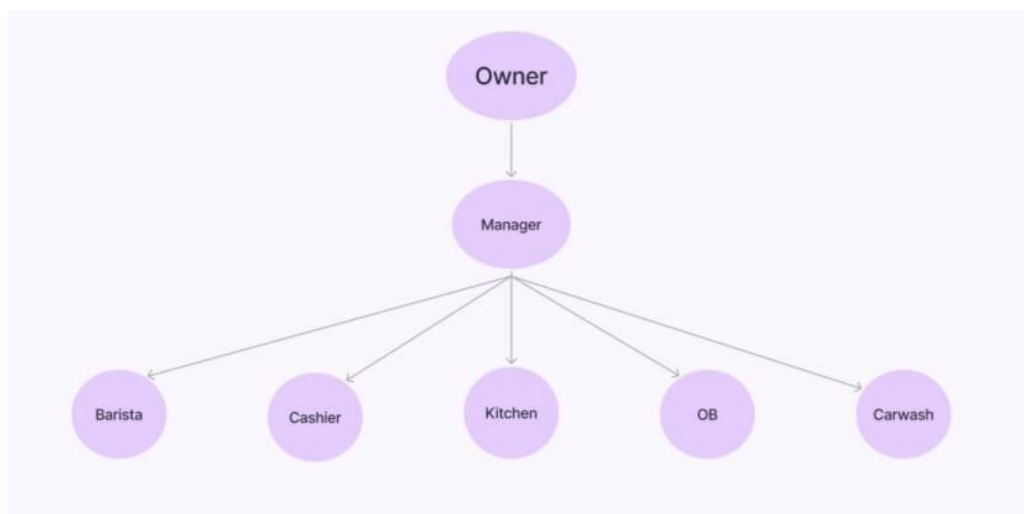 Owner
Manager
Barista
Cashier
Kitchen
OB
Carwash